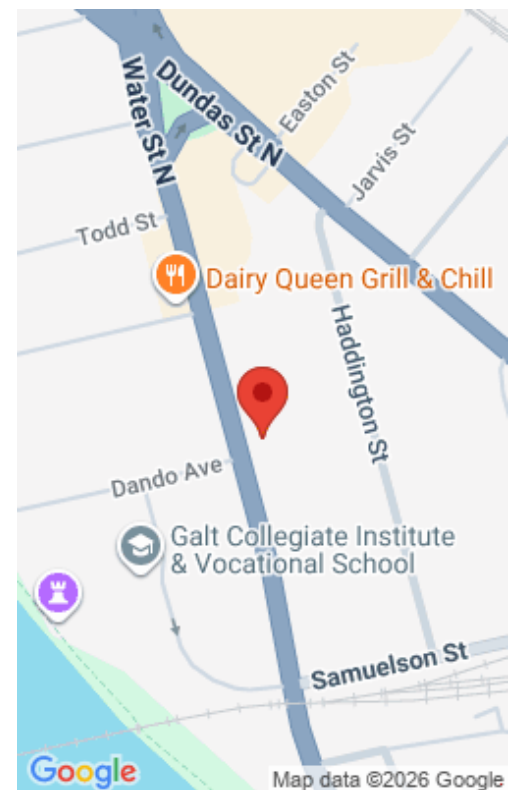 Water St N
Dundas St N
Easton St
Jarvis St
Todd St
Dairy Queen Grill & Chill
Haddington St
Dando Ave
Galt Collegiate Institute
& Vocational School
Samuelson St
Google
Map data ©2026 Google